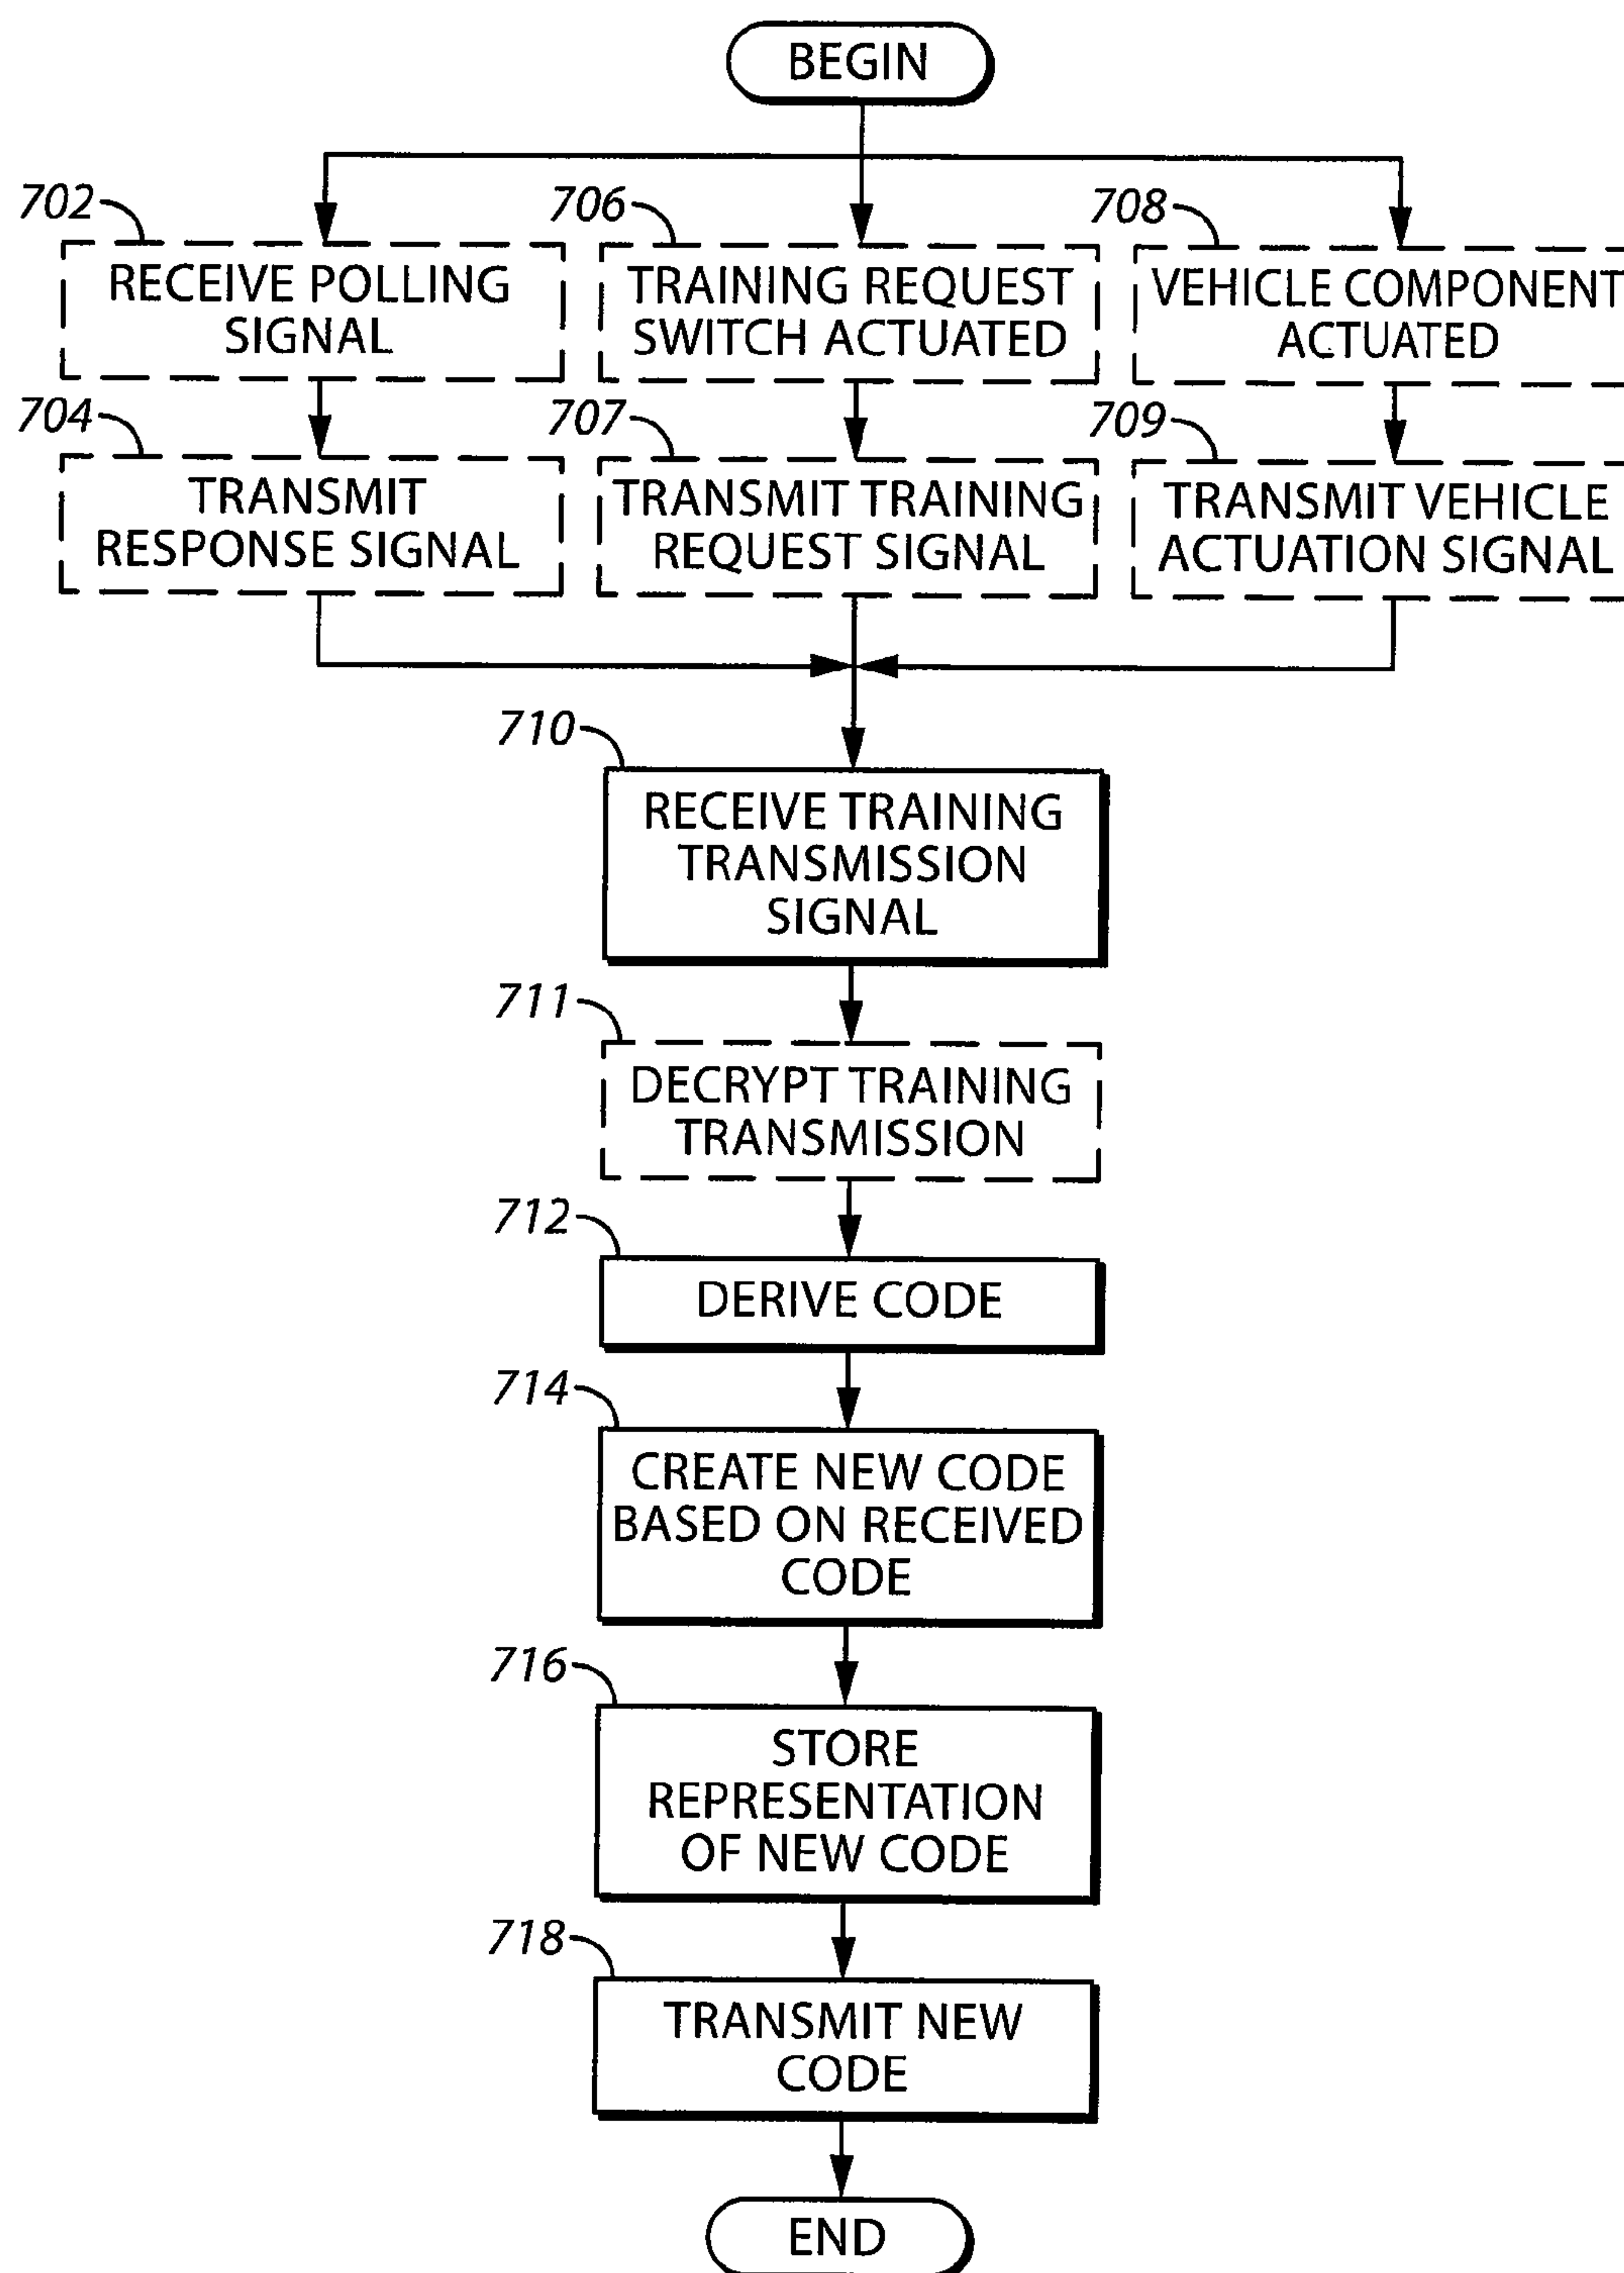 BEGIN
702
RECEIVE POLLING
SIGNAL
706
TRAINING REQUEST
SWITCH ACTUATED
708
VEHICLE COMPONENT
ACTUATED
704
TRANSMIT
RESPONSE SIGNAL
707
TRANSMIT TRAINING
REQUEST SIGNAL
709
TRANSMIT VEHICLE
ACTUATION SIGNAL
710
RECEIVE TRAINING
TRANSMISSION
SIGNAL
711
DECRYPT TRAINING
TRANSMISSION
712
DERIVE CODE
714
CREATE NEW CODE
BASED ON RECEIVED
CODE
716
STORE
REPRESENTATION
OF NEW CODE
718
TRANSMIT NEW
CODE
END